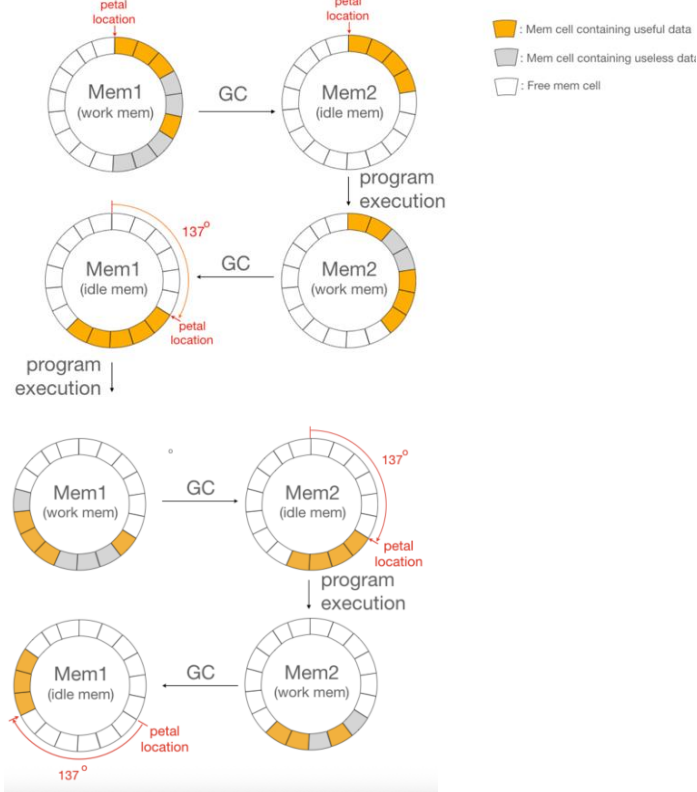 petal
location
petal
location
: Mem cell containing useful data
: Mem cell containing useless data
: Free mem cell
Mem1
(work mem)
GC
Mem2
(idle mem)
program
execution
137°
Mem1
(idle mem)
GC
Mem2
(work mem)
petal
location
program
execution
137°
Mem1
(work mem)
GC
Mem2
(idle mem)
petal
location
program
execution
Mem1
(idle mem)
GC
Mem2
(work mem)
petal
location
137°